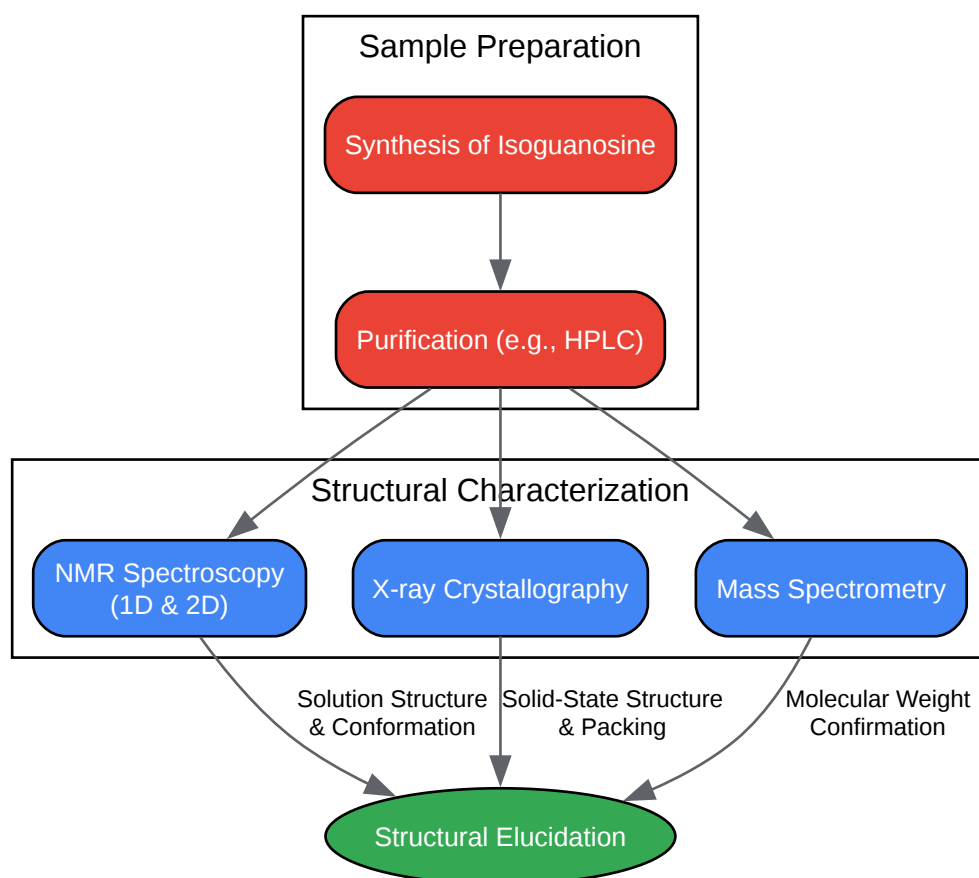 Sample Preparation
Synthesis of Isoguanosine
Purification (e.g., HPLC)
Structural Characterization
NMR Spectroscopy
(1D & 2D)
X-ray Crystallography
Mass Spectrometry
Solution Structure
& Conformation
Solid-State Structure
& Packing
Molecular Weight
Confirmation
Structural Elucidation